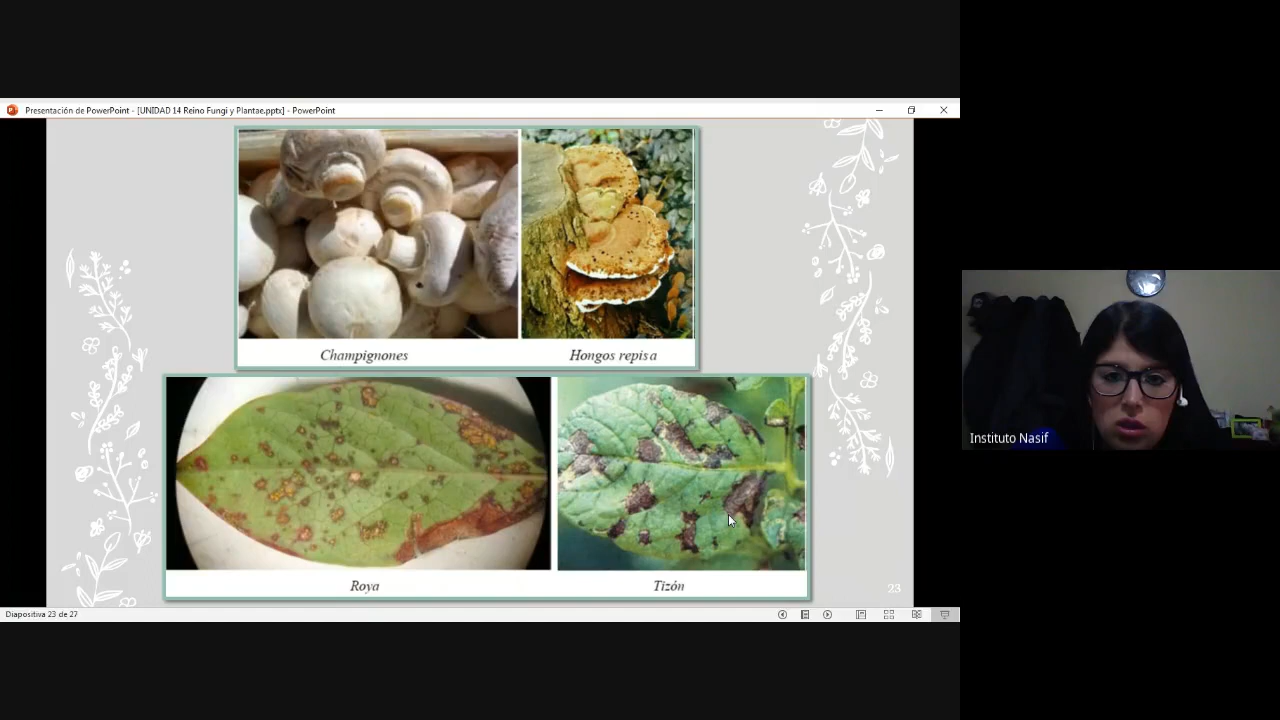 Presentación de PowerPoint - [UNIDAD 14 Reino Fungi y Plantae.pptx] - PowerPoint
Champignones
Hongos repisa
Roya
Tizón
23
Diapositiva 23 de 27
Instituto Nasif